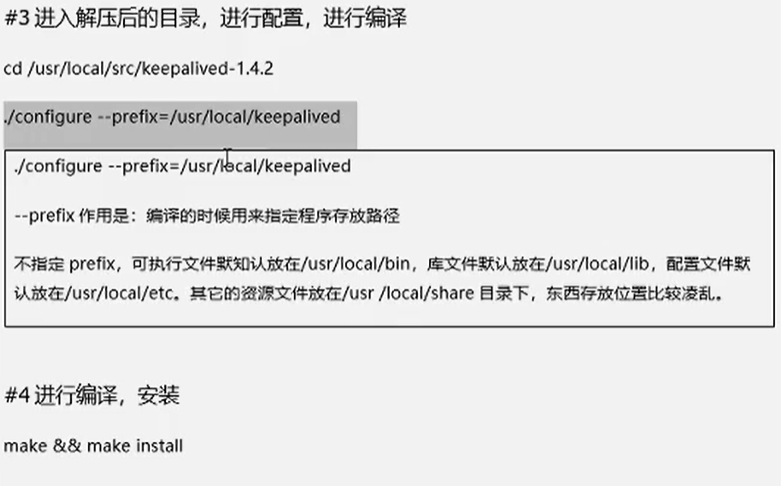 #3 进入解压后的目录，进行配置，进行编译
cd /usr/local/src/keepalived-1.4.2
./configure --prefix=/usr/local/keepalived
./configure --prefix=/usr/local/keepalived
--prefix 作用是：编译的时候用来指定程序存放路径
不指定 prefix，可执行文件默知认放在/usr/local/bin，库文件默认放在/usr/local/lib，配置文件默
认放在/usr/local/etc。其它的资源文件放在/usr /local/share 目录下，东西存放位置比较凌乱。
#4 进行编译，安装
make && make install